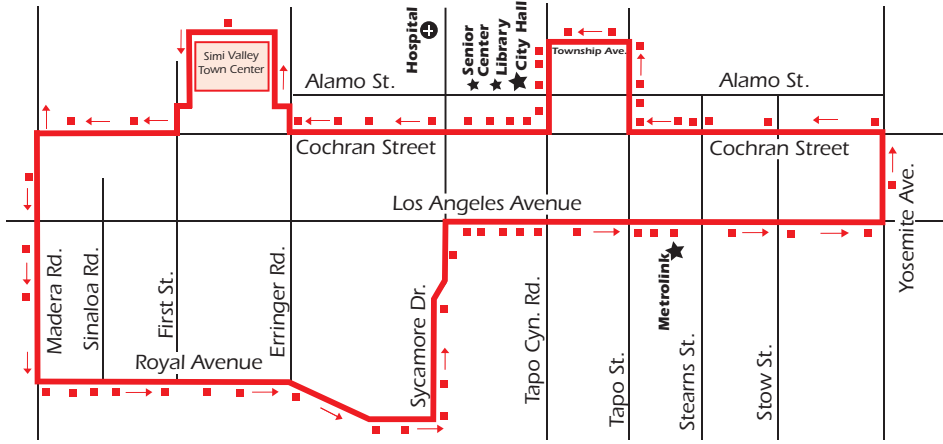 Hospital
Senior
Center
Library
City Hall
Township Ave.
Simi Valley
Town Center
Alamo St.
Alamo St.
Cochran Street
Cochran Street
Los Angeles Avenue
Yosemite Ave.
Madera Rd.
Sinaloa Rd.
First St.
Erringer Rd.
Sycamore Dr.
Tapo Cyn. Rd.
Metrolink
Tapo St.
Stearns St.
Stow St.
Royal Avenue